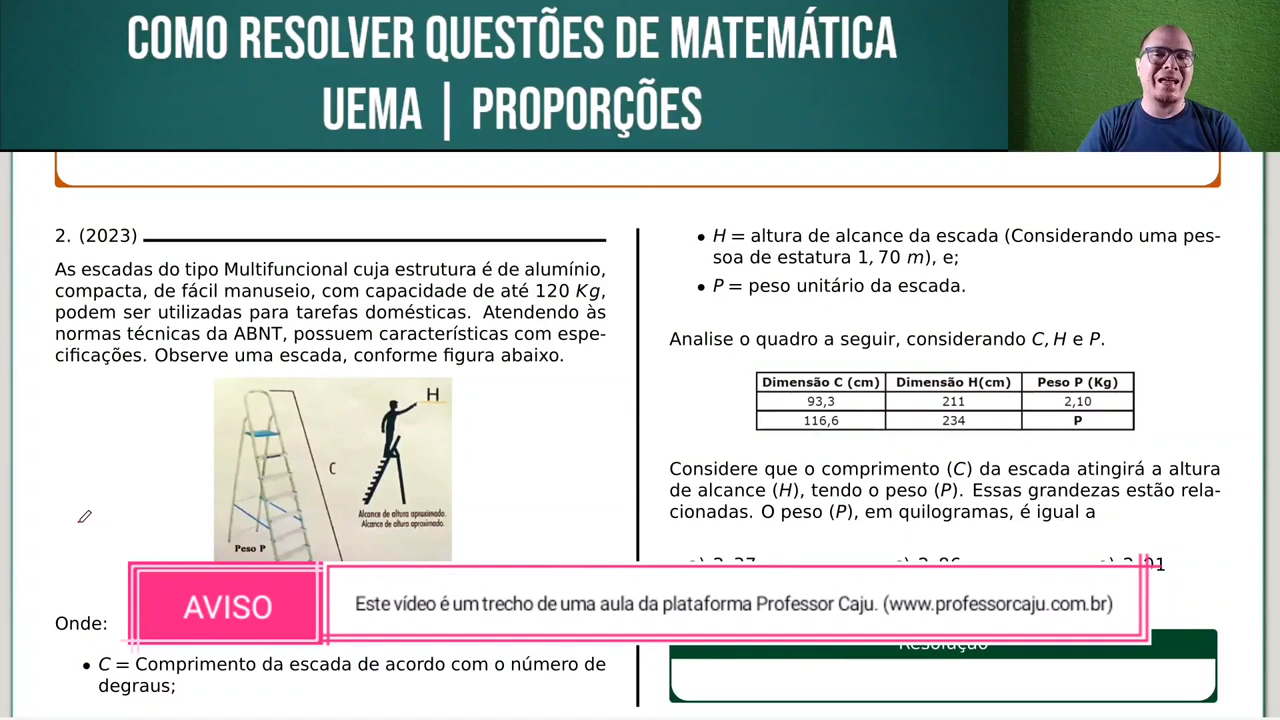 COMO RESOLVER QUESTÕES DE MATEMÁTICA
UEMA | PROPORÇÕES
2. (2023)
As escadas do tipo Multifuncional cuja estrutura é de alumínio,
compacta, de fácil manuseio, com capacidade de até 120 Kg,
podem ser utilizadas para tarefas domésticas. Atendendo às
normas técnicas da ABNT, possuem características com espe-
cificações. Observe uma escada, conforme figura abaixo.
H
C
Alcance de altura aproximado.
Alcance de altura aproximado.
Peso P
Onde:
• C = Comprimento da escada de acordo com o número de
degraus;
• H = altura de alcance da escada (Considerando uma pes-
soa de estatura 1,70 m), e;
• P = peso unitário da escada.
Analise o quadro a seguir, considerando C, H e P.
Dimensão C (cm) Dimensão H(cm) Peso P (Kg)
93,3 211 2,10
116,6 234 P
Considere que o comprimento (C) da escada atingirá a altura
de alcance (H), tendo o peso (P). Essas grandezas estão rela-
cionadas. O peso (P), em quilogramas, é igual a
AVISO
Este vídeo é um trecho de uma aula da plataforma Professor Caju. (www.professorcaju.com.br)
Resolução